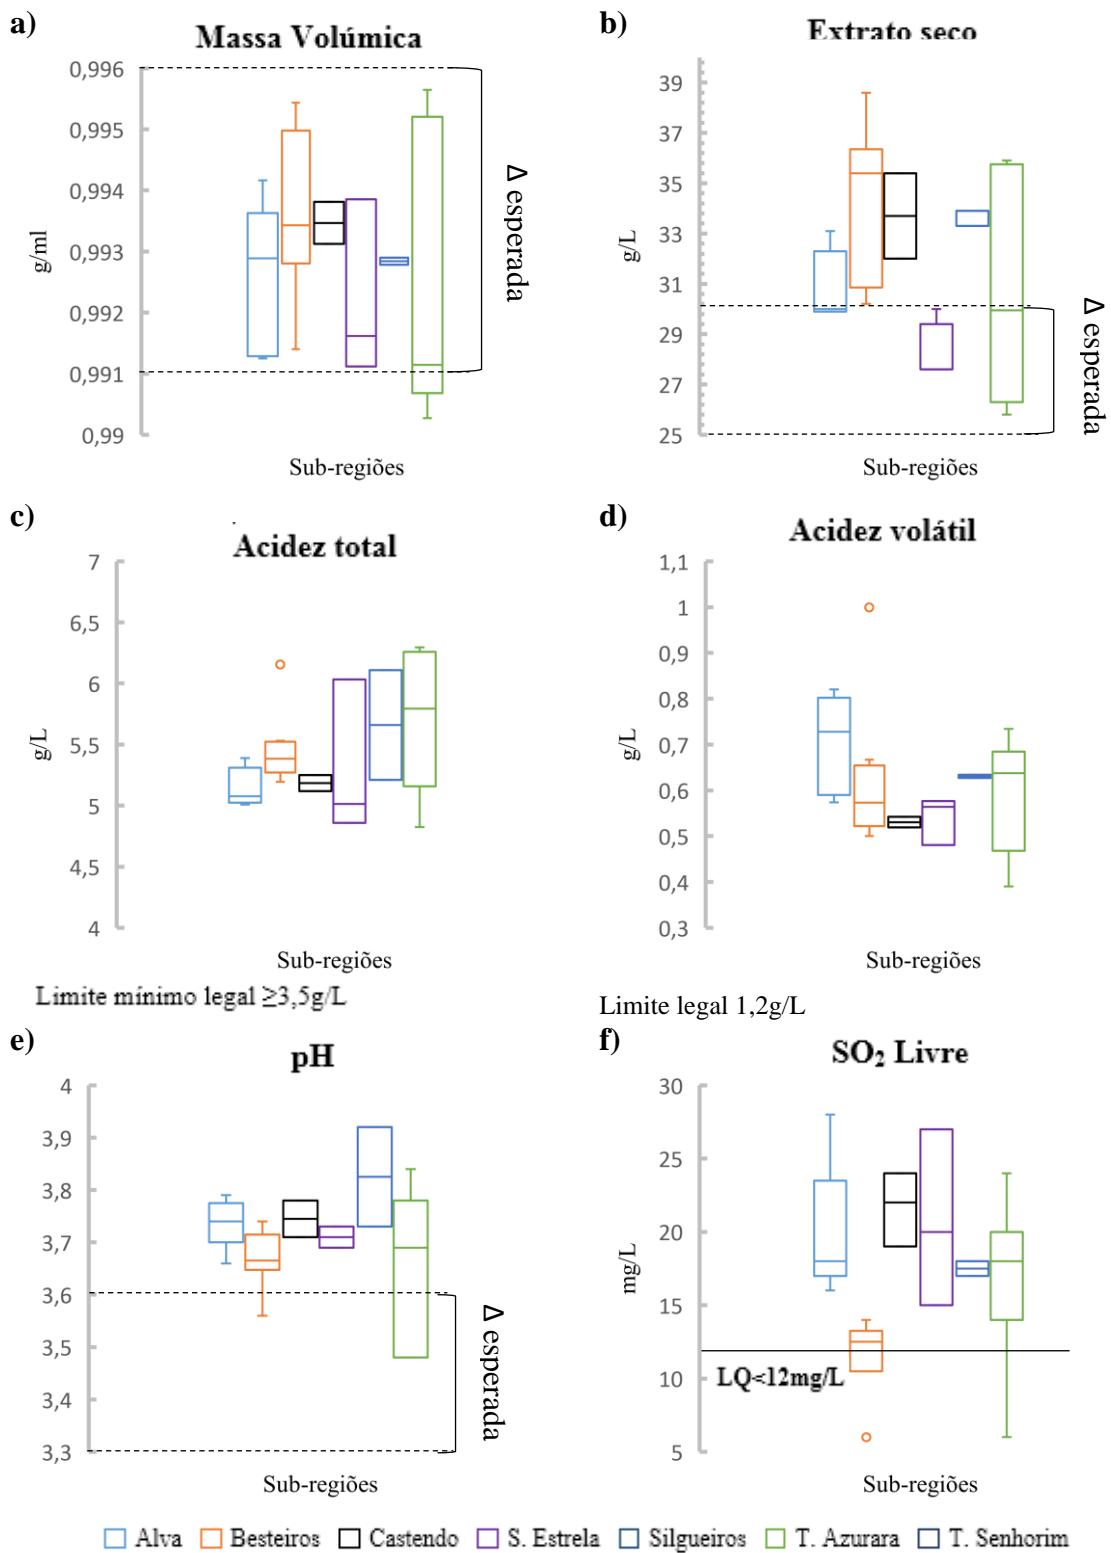 a)
Massa Volúmica
0,996
0,995
0,994
0,993
0,992
0,991
0,99
g/ml
Δ esperada
Sub-regiões
b)
Extrato seco
39
37
35
33
31
29
27
25
g/L
Δ esperada
Sub-regiões
c)
Acidez total
7
6,5
6
5,5
5
4,5
4
g/L
Sub-regiões
Limite mínimo legal ≥3,5g/L
d)
Acidez volátil
1,1
1
0,9
0,8
0,7
0,6
0,5
0,4
0,3
g/L
Sub-regiões
Limite legal 1,2g/L
e)
pH
4
3,9
3,8
3,7
3,6
3,5
3,4
3,3
Δ esperada
Sub-regiões
f)
SO₂ Livre
30
25
20
15
10
5
mg/L
LQ<12mg/L
Sub-regiões
Alva Besteiros Castendo S. Estrela Silgueiros T. Azurara T. Senhorim